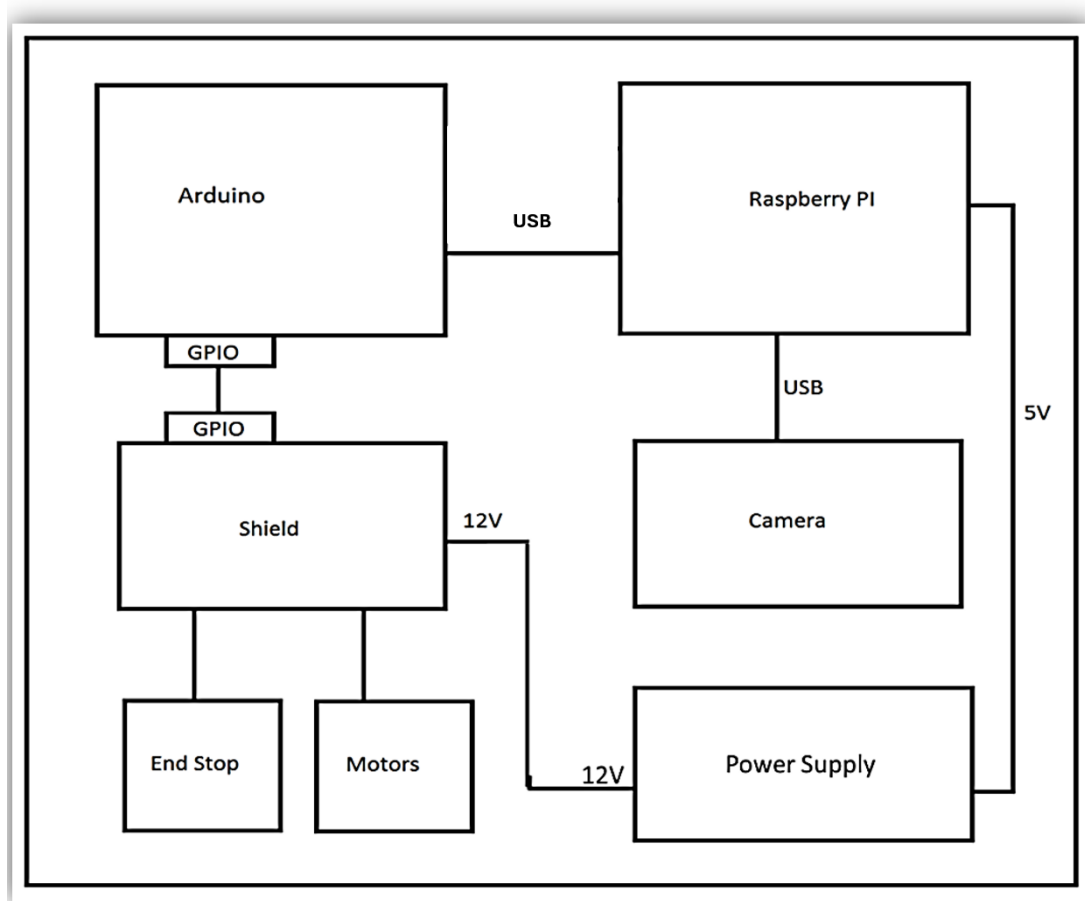 Arduino
Raspberry PI
USB
GPIO
USB
5V
GPIO
12V
Shield
Camera
End Stop
Motors
12V
Power Supply